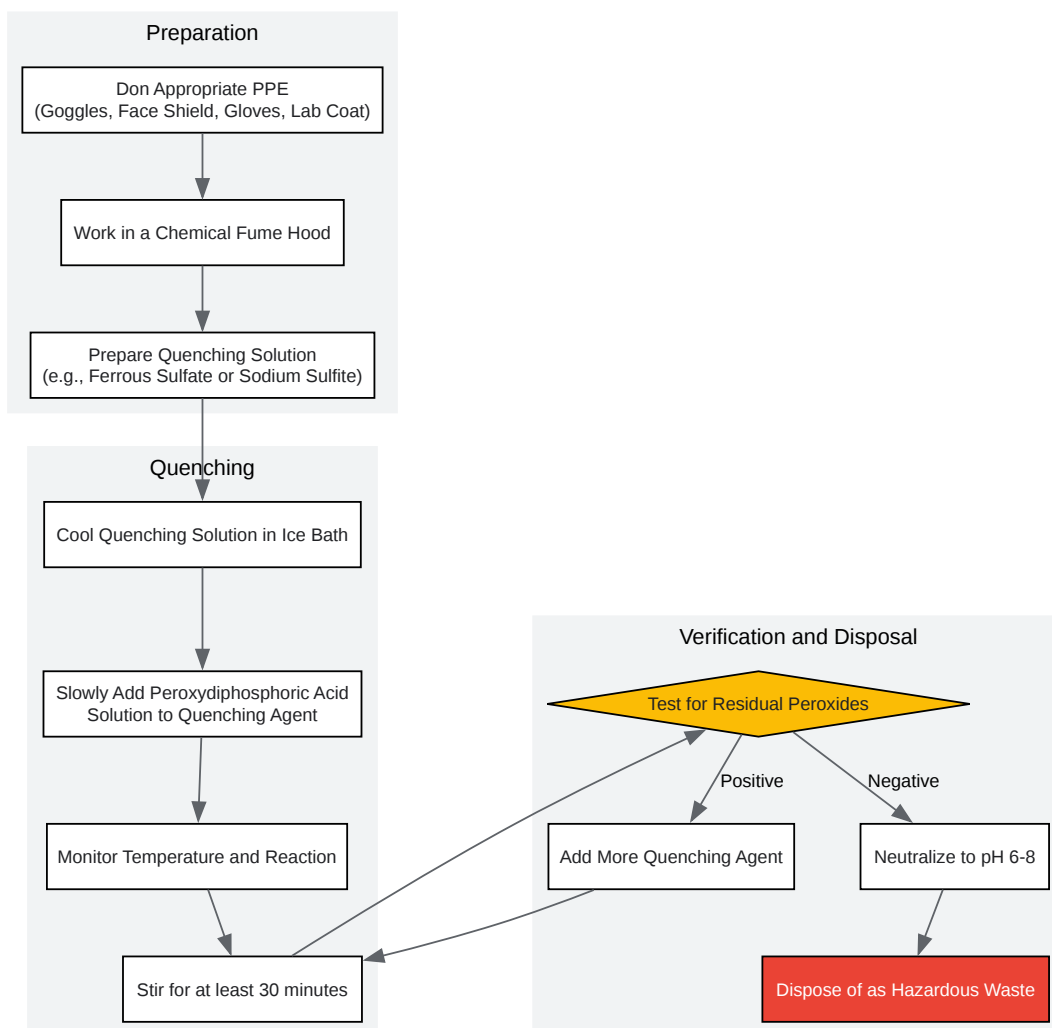 Preparation
Don Appropriate PPE
(Goggles, Face Shield, Gloves, Lab Coat)
Work in a Chemical Fume Hood
Prepare Quenching Solution
(e.g., Ferrous Sulfate or Sodium Sulfite)
Quenching
Cool Quenching Solution in Ice Bath
Slowly Add Peroxydiphosphoric Acid
Solution to Quenching Agent
Monitor Temperature and Reaction
Stir for at least 30 minutes
Verification and Disposal
Test for Residual Peroxides
Positive
Negative
Add More Quenching Agent
Neutralize to pH 6-8
Dispose of as Hazardous Waste